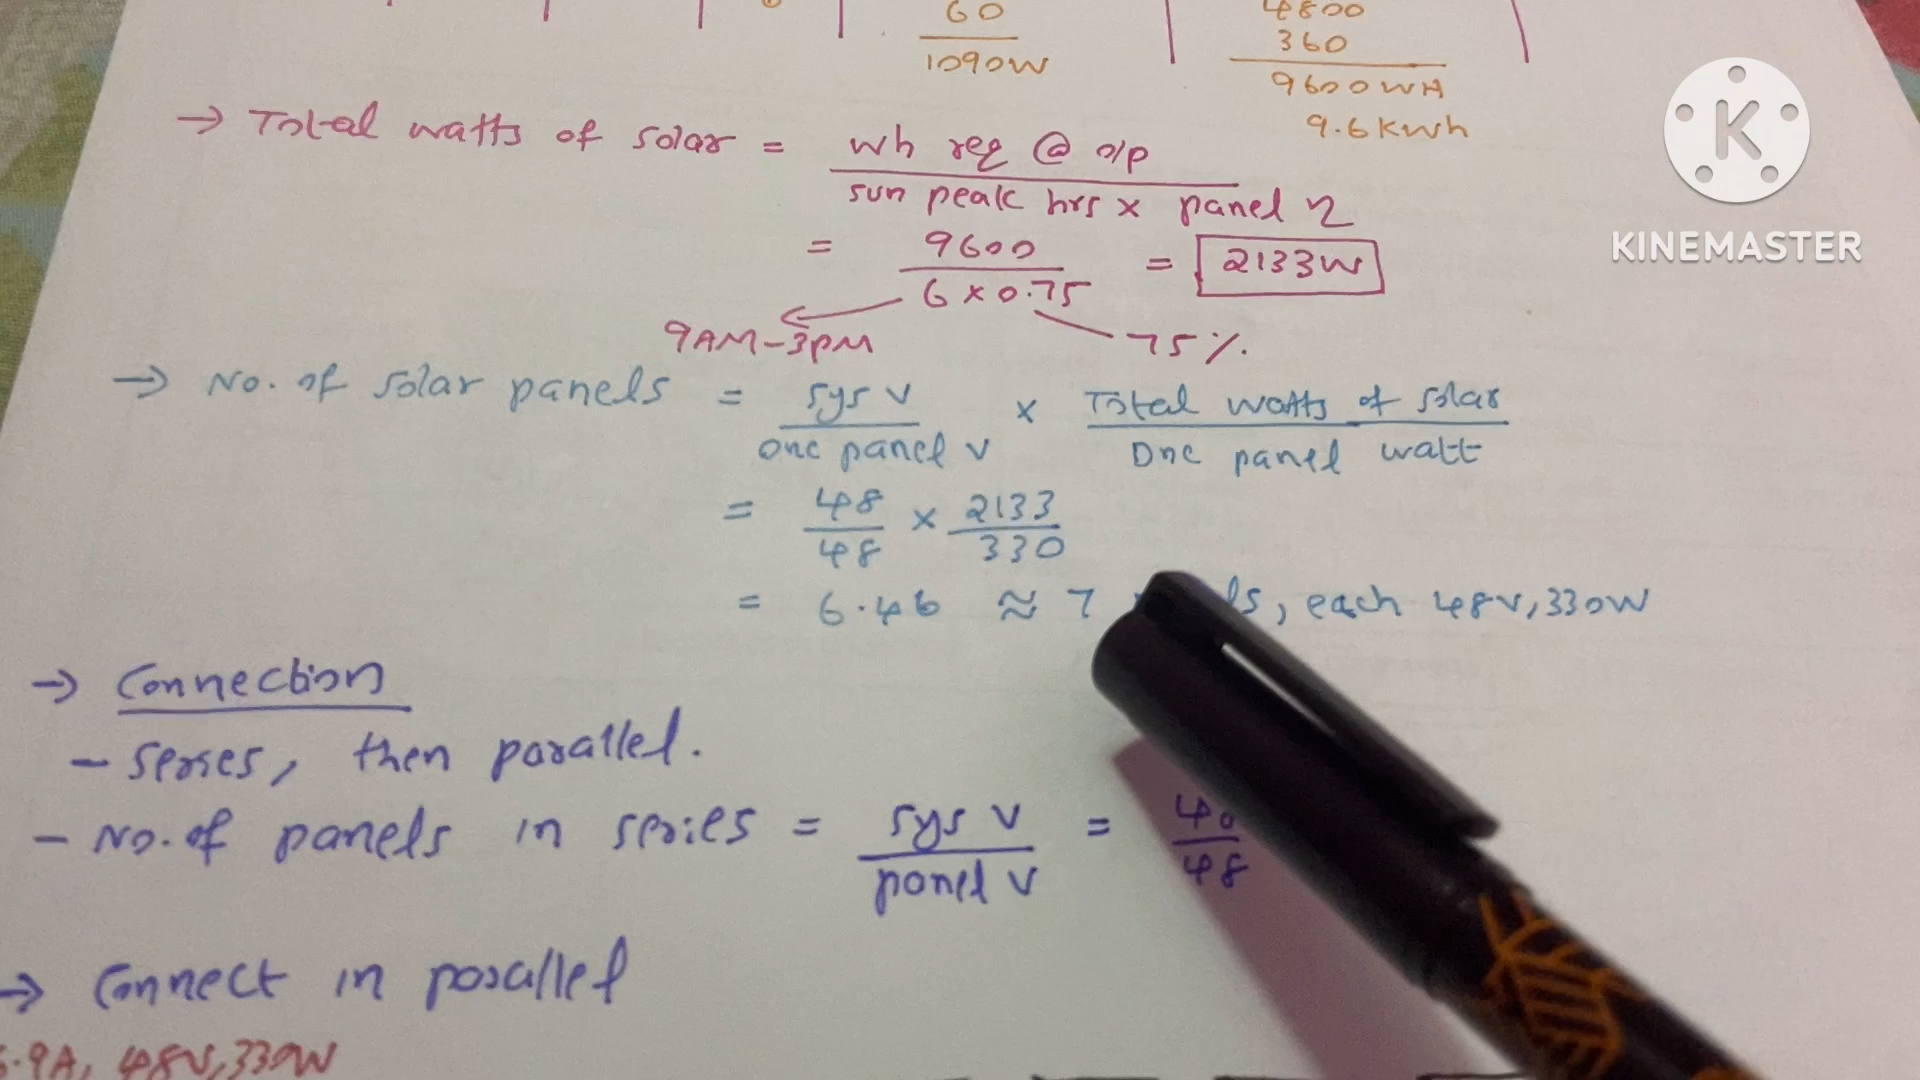 60
1090W
4800
360
9600WH
9.6KWh
K
KINEMASTER
→ Total watts of solar = Wh req @ o/p
sun peak hrs x panel η
= 9600 = 2133W
6 x 0.75
9AM-3PM 75%.
→ No. of solar panels = sys v x Total watts of solar
One panel v One panel watt
= 48 x 2133
48 330
= 6.46 ≈ 7 , each 48V, 330W
→ Connection
- series, then parallel.
- No. of panels in series = sys v =
panel v 48
→ Connect in parallel
.9A, 48V, 330W